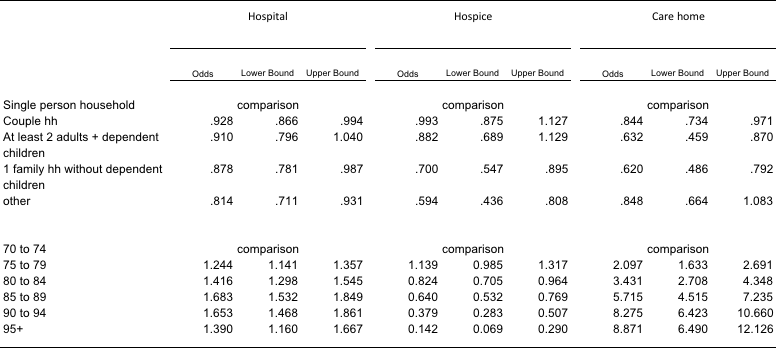 Hospital Hospice Care home
Odds Lower Bound Upper Bound Odds Lower Bound Upper Bound Odds Lower Bound Upper Bound
Single person household comparison comparison comparison
Couple hh .928 .866 .994 .993 .875 1.127 .844 .734 .971
At least 2 adults + dependent .910 .796 1.040 .882 .689 1.129 .632 .459 .870
children
1 family hh without dependent .878 .781 .987 .700 .547 .895 .620 .486 .792
children
other .814 .711 .931 .594 .436 .808 .848 .664 1.083
70 to 74 comparison comparison
75 to 79 1.244 1.141 1.357 1.139 0.985 1.317 2.097 1.633 2.691
80 to 84 1.416 1.298 1.545 0.824 0.705 0.964 3.431 2.708 4.348
85 to 89 1.683 1.532 1.849 0.640 0.532 0.769 5.715 4.515 7.235
90 to 94 1.653 1.468 1.861 0.379 0.283 0.507 8.275 6.423 10.660
95+ 1.390 1.160 1.667 0.142 0.069 0.290 8.871 6.490 12.126